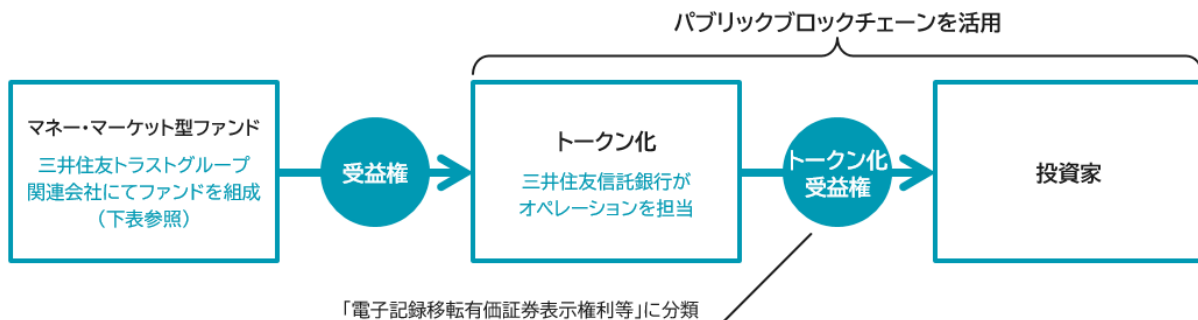 パブリックブロックチェーンを活用
マネー・マーケット型ファンド
三井住友トラストグループ
関連会社にてファンドを組成
（下表参照）
受益権
トークン化
三井住友信託銀行が
オペレーションを担当
トークン化
受益権
投資家
「電子記録移転有価証券表示権利等」に分類